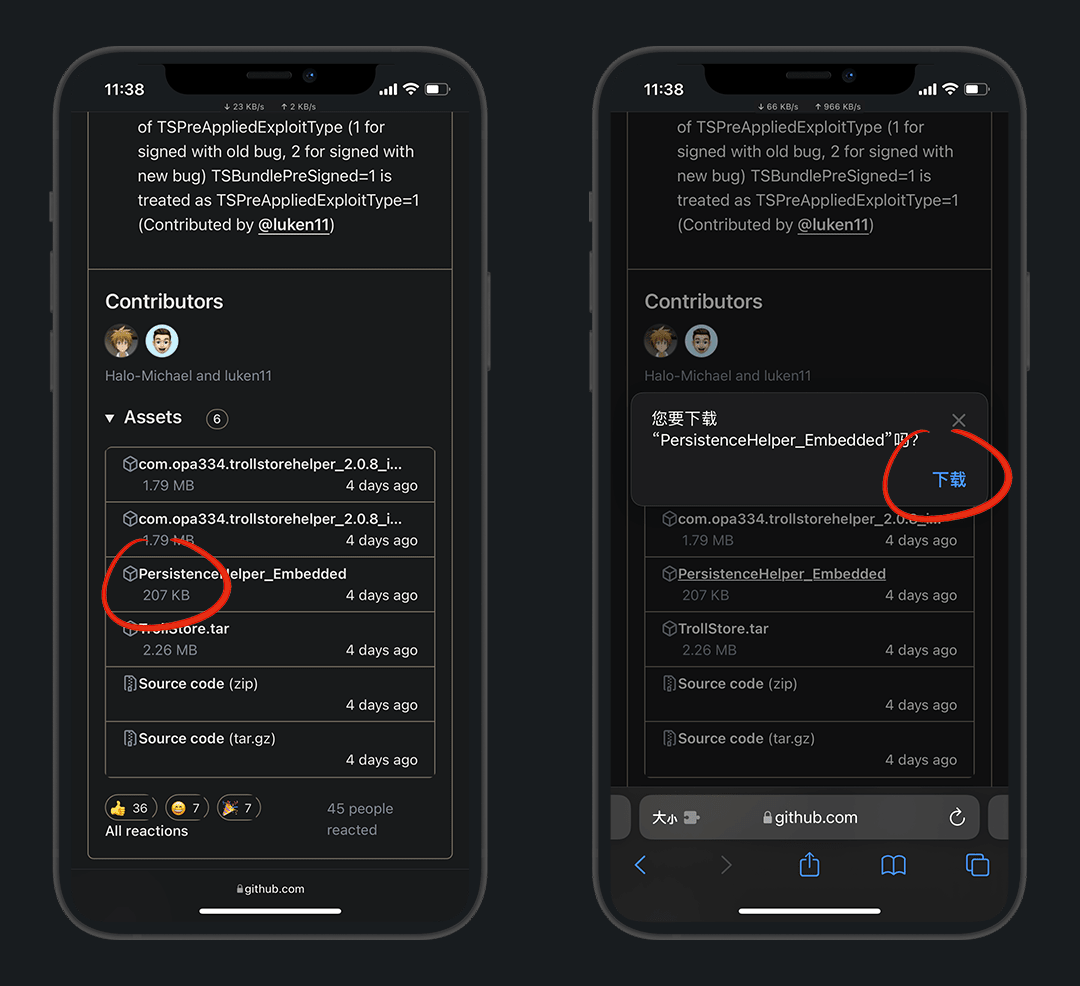 11:38
↓ 23 KB/s ↑ 2 KB/s
of TSPreAppliedExploitType (1 for
signed with old bug, 2 for signed with
new bug) TSBundlePreSigned=1 is
treated as TSPreAppliedExploitType=1
(Contributed by @luken11)
Contributors
Halo-Michael and luken11
▼ Assets 6
com.opa334.trollstorehelper_2.0.8_i...
1.79 MB 4 days ago
com.opa334.trollstorehelper_2.0.8_i...
1.79 MB 4 days ago
PersistenceHelper_Embedded
207 KB 4 days ago
TrollStore.tar
2.26 MB 4 days ago
Source code (zip)
4 days ago
Source code (tar.gz)
4 days ago
👍 36 😄 7 🎉 7 45 people
reacted
All reactions
github.com
11:38
↓ 66 KB/s ↑ 966 KB/s
of TSPreAppliedExploitType (1 for
signed with old bug, 2 for signed with
new bug) TSBundlePreSigned=1 is
treated as TSPreAppliedExploitType=1
(Contributed by @luken11)
Contributors
Halo-Michael and luken11
您要下载
“PersistenceHelper_Embedded”吗?
下载
com.opa334.trollstorehelper_2.0.8_i...
1.79 MB 4 days ago
PersistenceHelper_Embedded
207 KB 4 days ago
TrollStore.tar
2.26 MB 4 days ago
Source code (zip)
4 days ago
Source code (tar.gz)
4 days ago
大小 github.com